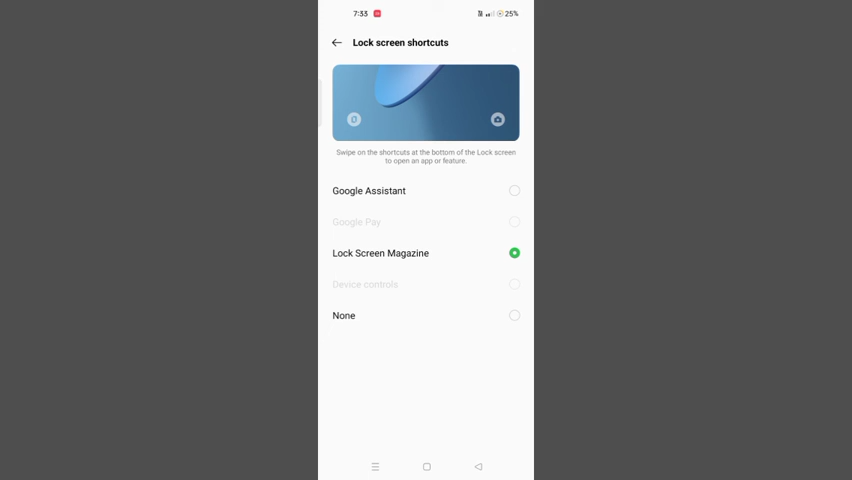 7:33
25%
Lock screen shortcuts
Swipe on the shortcuts at the bottom of the Lock screen
to open an app or feature.
Google Assistant
Google Pay
Lock Screen Magazine
Device controls
None